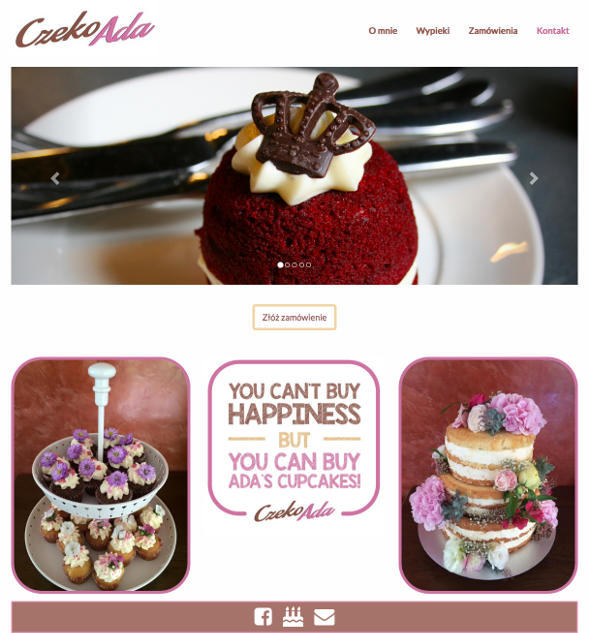 CzekoAda
O mnie Wypieki Zamówienia Kontakt
Złóż zamówienie
YOU CAN'T BUY
HAPPINESS
BUT
YOU CAN BUY
ADA'S CUPCAKES!
CzekoAda